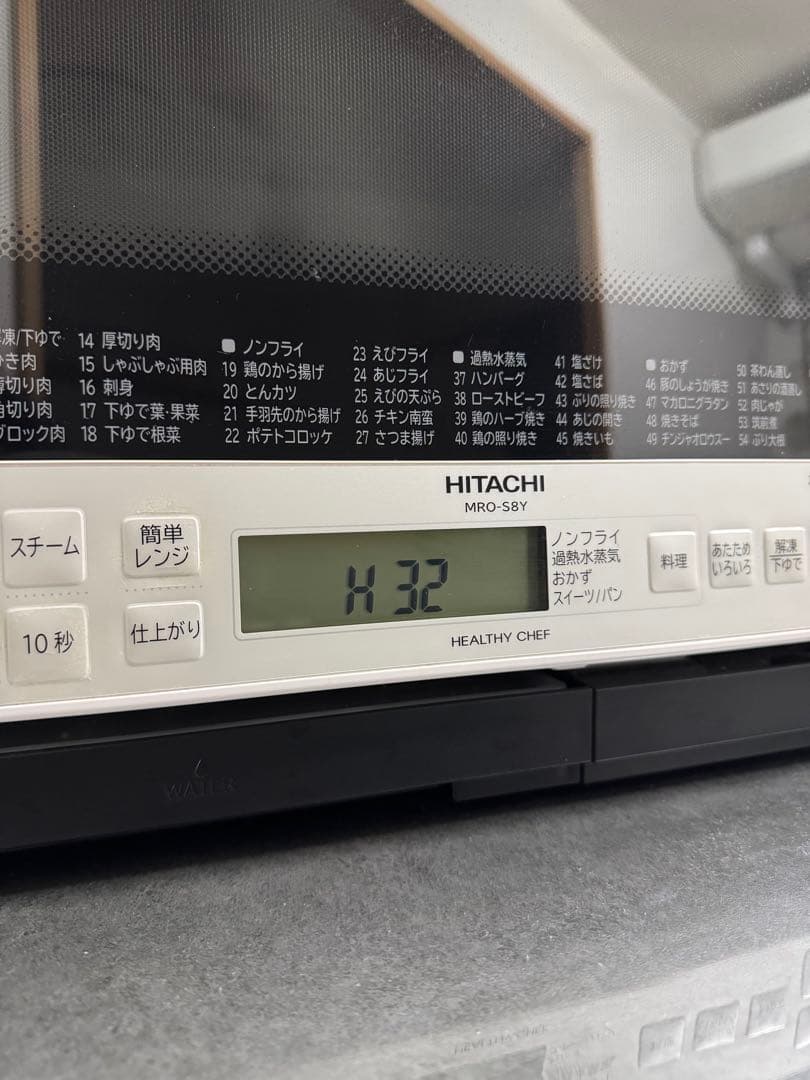 14 厚切り肉
15 しゃぶしゃぶ用肉
16 刺身
17 下ゆで葉・果菜
18 下ゆで根菜
ノンフライ
19 鶏のから揚げ
20 とんカツ
21 手羽先のから揚げ
22 ポテトコロッケ
23 えびフライ
24 あじフライ
25 えびの天ぷら
26 チキン南蛮
27 さつま揚げ
過熱水蒸気
37 ハンバーグ
38 ローストビーフ
39 鶏のハーブ焼き
40 鶏の照り焼き
41 塩ざけ
42 塩さば
43 ぶりの照り焼き
44 あじの開き
45 焼きいも
おかず
46 豚のしょうが焼き
47 マカロニグラタン
48 焼きそば
49 チンジャオロウスー
50 茶わん蒸し
51 あさりの酒蒸し
52 肉じゃが
53 筑前煮
54 ぶり大根
HITACHI
MRO-S8Y
スチーム
簡単
レンジ
10秒
仕上がり
H32
ノンフライ
過熱水蒸気
おかず
スイーツ/パン
料理
あたため
いろいろ
解凍
下ゆで
HEALTHY CHEF
WATER